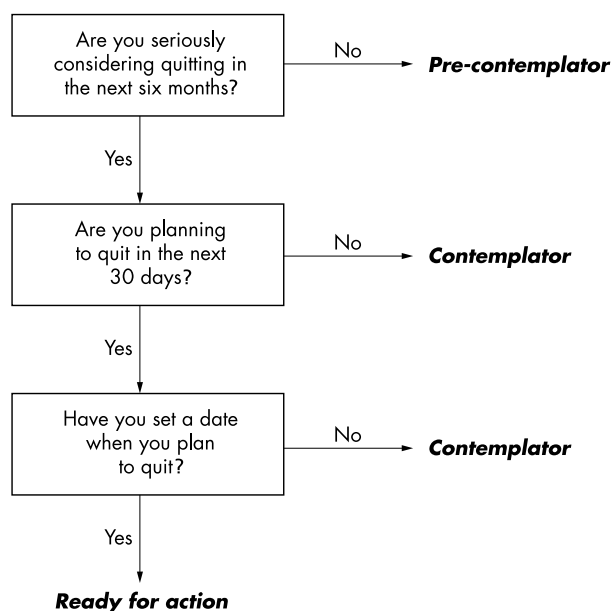 Are you seriously
considering quitting in
the next six months?
No
Pre-contemplator
Yes
Are you planning
to quit in the next
30 days?
No
Contemplator
Yes
Have you set a date
when you plan
to quit?
No
Contemplator
Yes
Ready for action